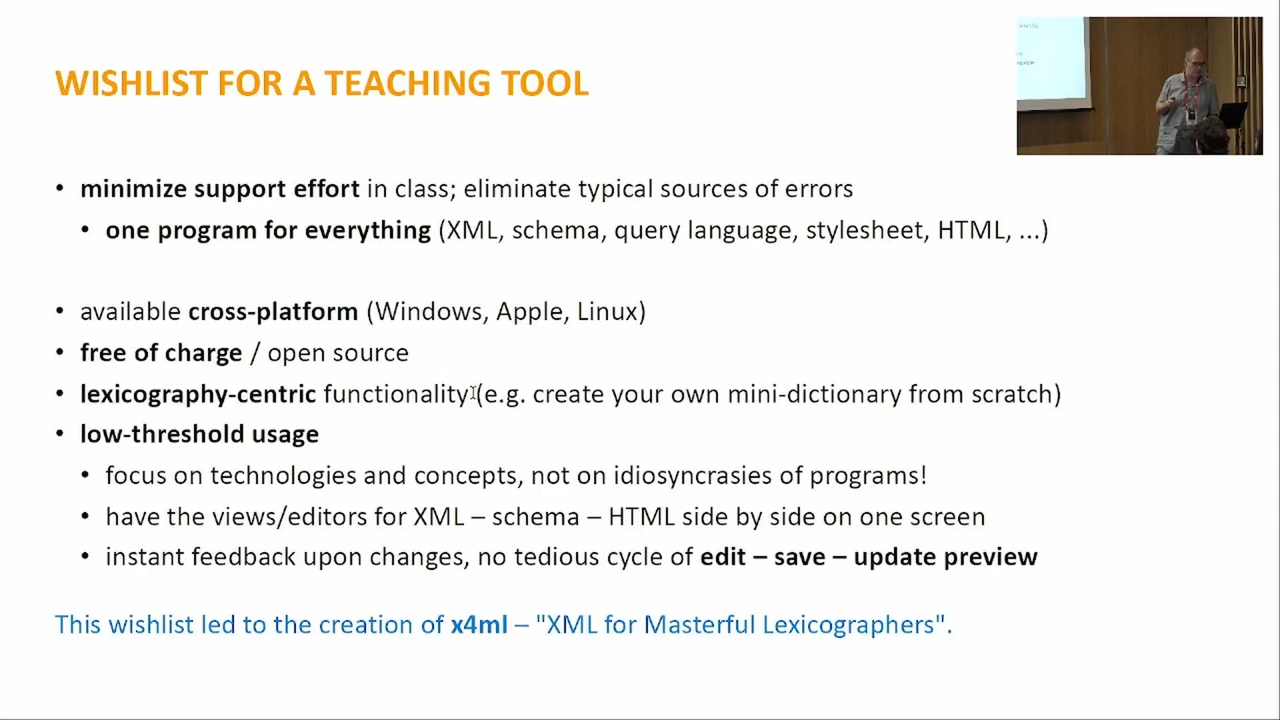 WISHLIST FOR A TEACHING TOOL
• minimize support effort in class; eliminate typical sources of errors
• one program for everything (XML, schema, query language, stylesheet, HTML, ...)
• available cross-platform (Windows, Apple, Linux)
• free of charge / open source
• lexicography-centric functionality (e.g. create your own mini-dictionary from scratch)
• low-threshold usage
• focus on technologies and concepts, not on idiosyncrasies of programs!
• have the views/editors for XML – schema – HTML side by side on one screen
• instant feedback upon changes, no tedious cycle of edit – save – update preview
This wishlist led to the creation of x4ml – "XML for Masterful Lexicographers".